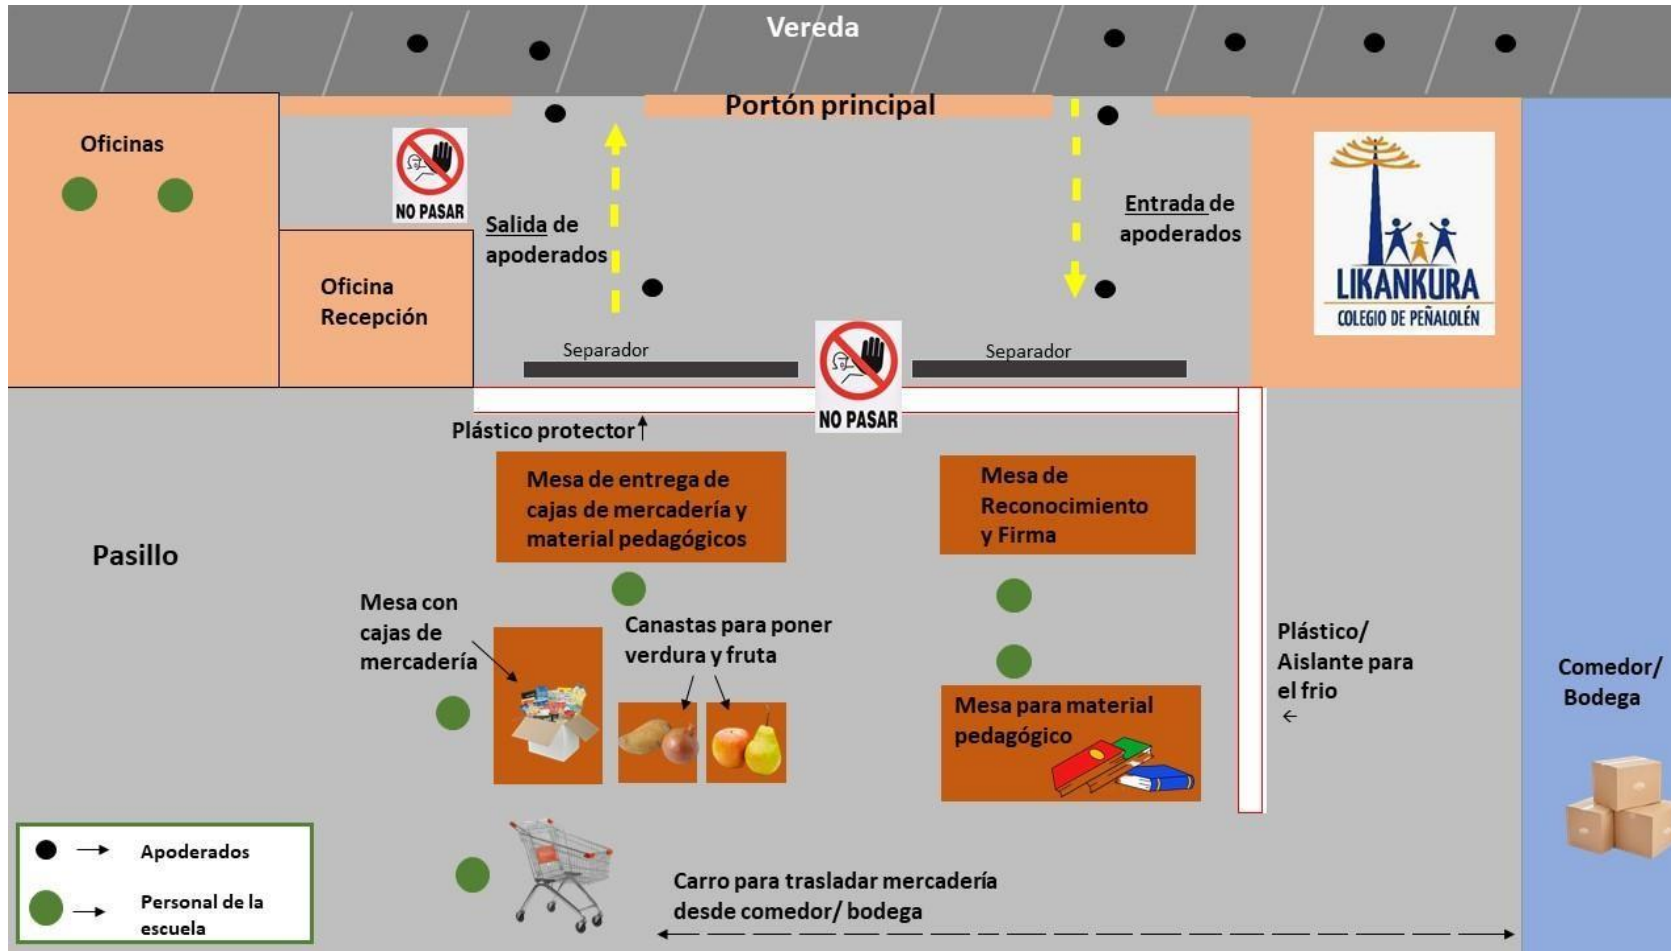 Vereda
Portón principal
Oficinas
NO PASAR
Salida de
apoderados
Entrada de
apoderados
LIKANKURA
COLEGIO DE PEÑALOLÉN
Oficina
Recepción
Separador
Separador
NO PASAR
Plástico protector
Mesa de entrega de
cajas de mercadería y
material pedagógicos
Mesa de
Reconocimiento
y Firma
Pasillo
Mesa con
cajas de
mercadería
Canastas para poner
verdura y fruta
Plástico/
Aislante para
el frio
Comedor/
Bodega
Mesa para material
pedagógico
Apoderados
Personal de la
escuela
Carro para trasladar mercadería
desde comedor/ bodega